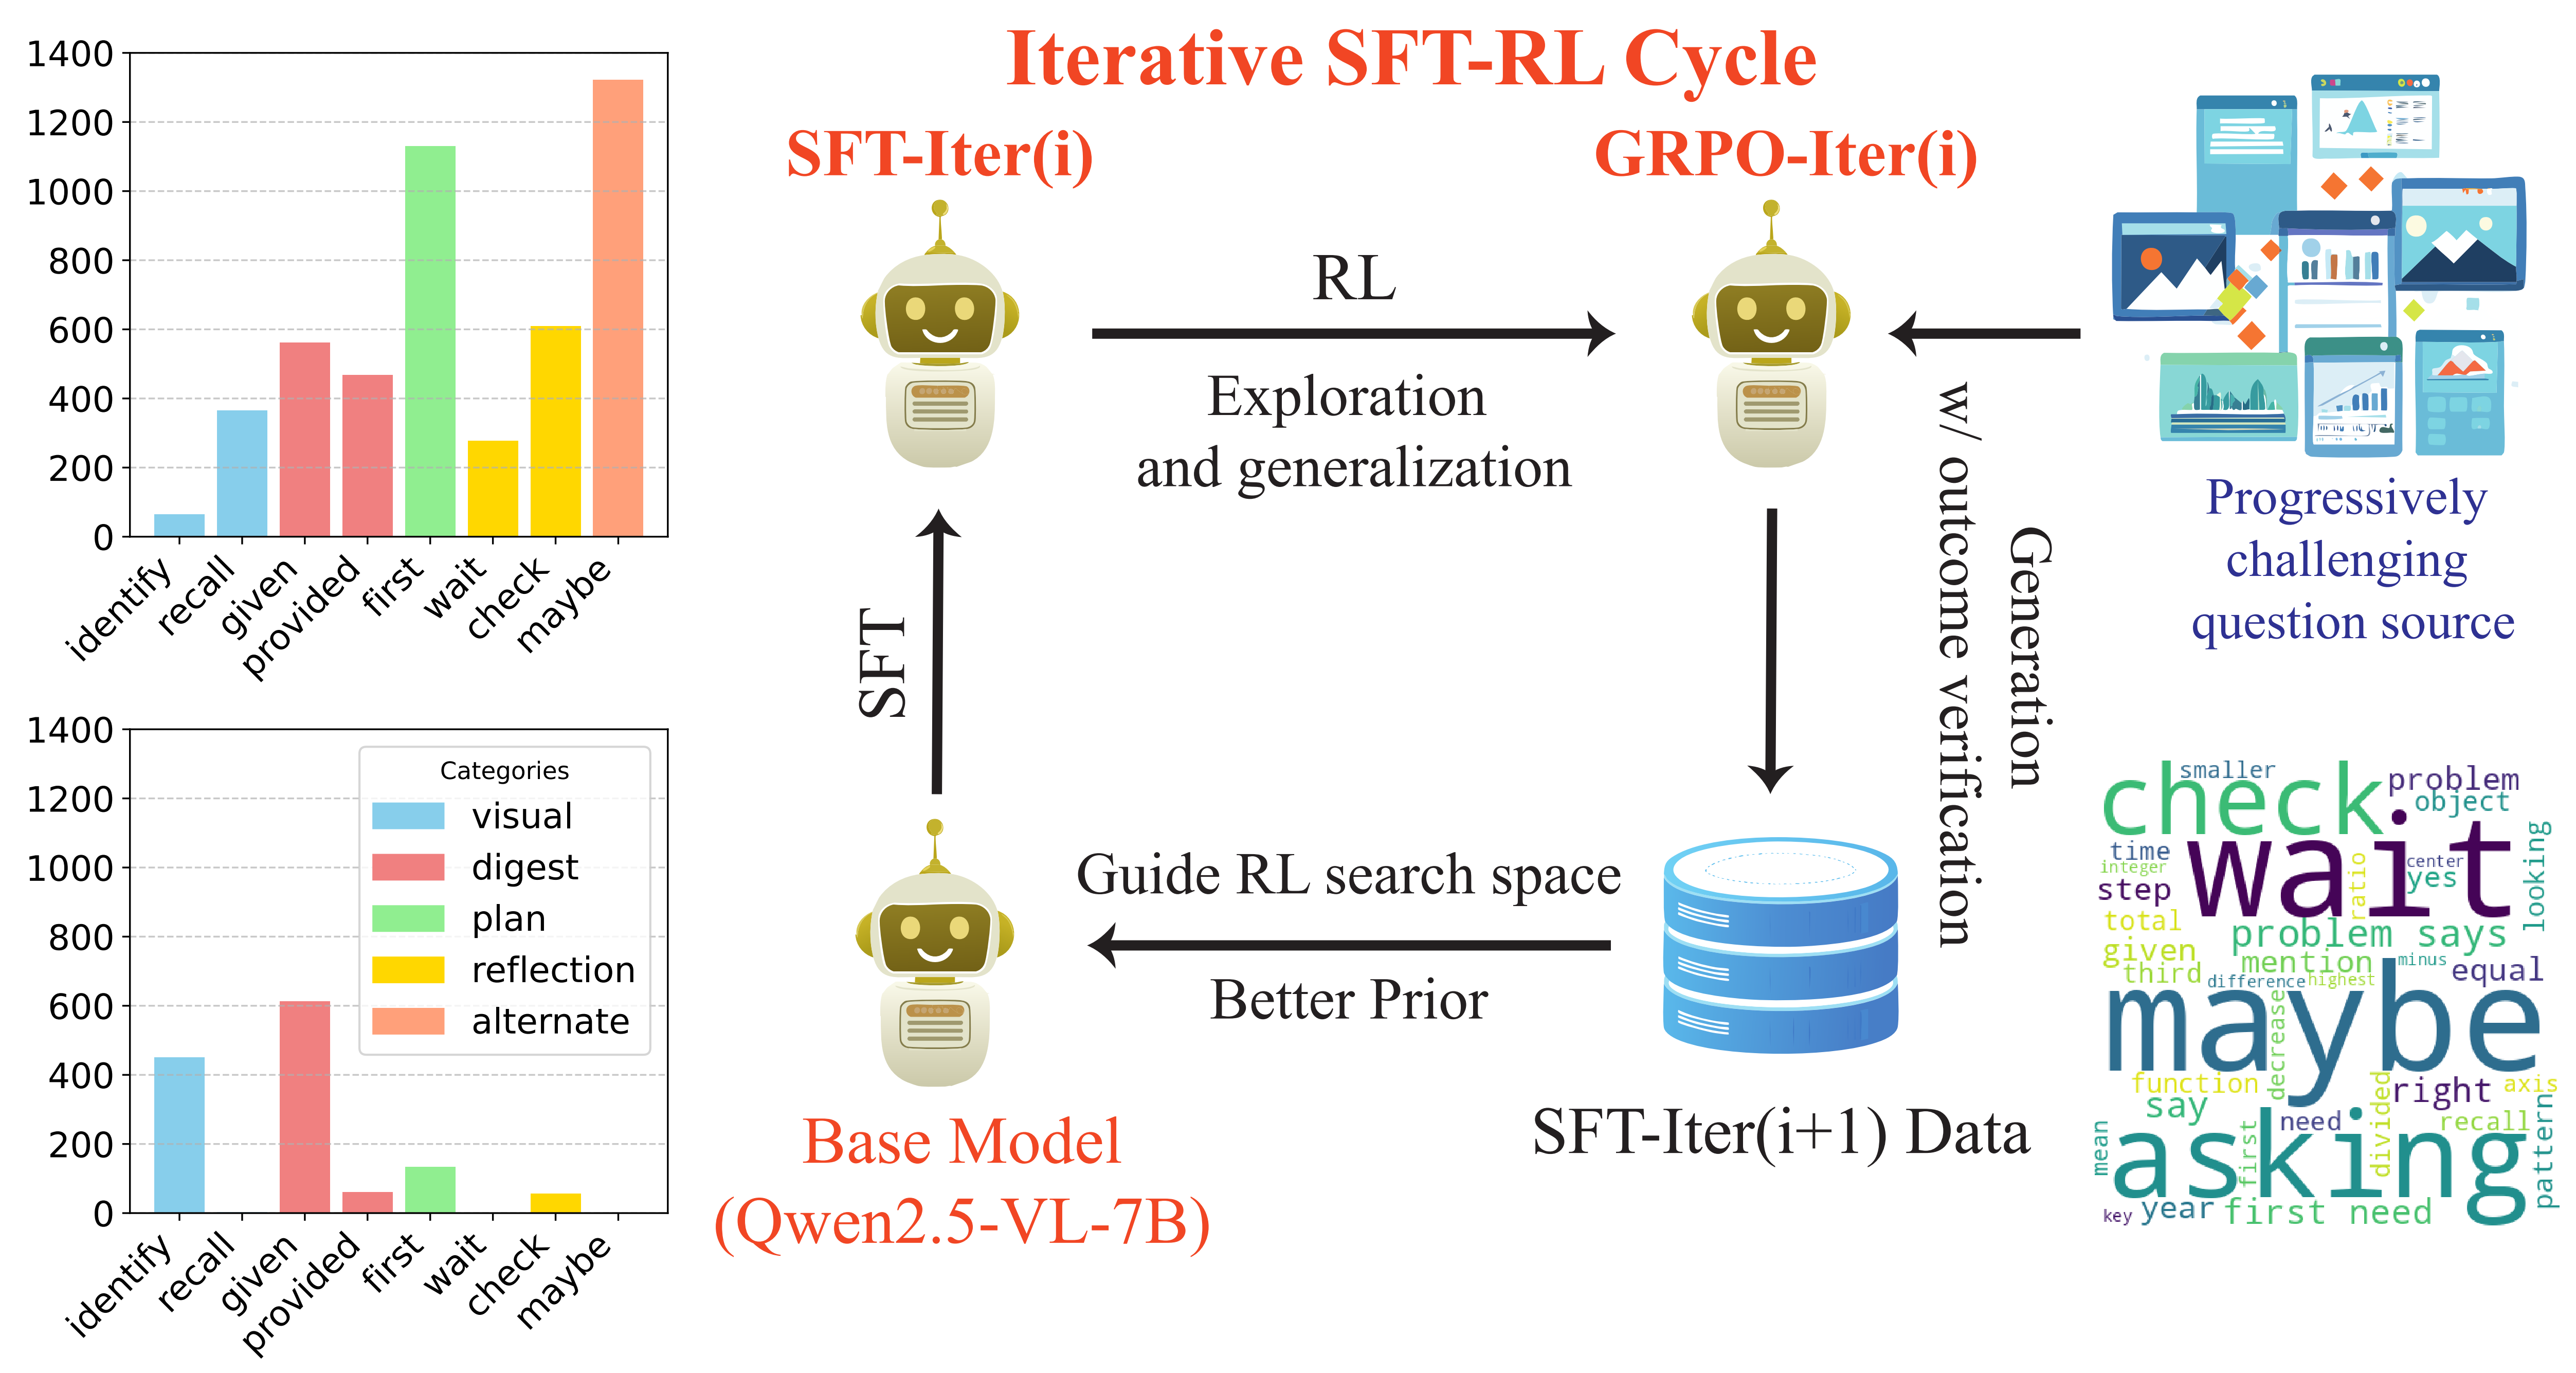 Iterative SFT-RL Cycle
1400
1200
1000
800
600
400
200
0
identify
recall
given
provided
first
wait
check
maybe
1400
1200
1000
800
600
400
200
0
Categories
visual
digest
plan
reflection
alternate
identify
recall
given
provided
first
wait
check
maybe
SFT-Iter(i)
GRPO-Iter(i)
RL
Exploration
and generalization
SFT
Generation
w/ outcome verification
Guide RL search space
Better Prior
Base Model
(Qwen2.5-VL-7B)
SFT-Iter(i+1) Data
Progressively
challenging
question source
smaller
check
problem
object
wait
time
integer
step
center
yes
ratio
looking
total
problem says
given
mention
minus
equal
third
difference
highest
maybe
decrease
function
right
axis
say
need
recall
divided
mean
first
asking
pattern
key
year
first need